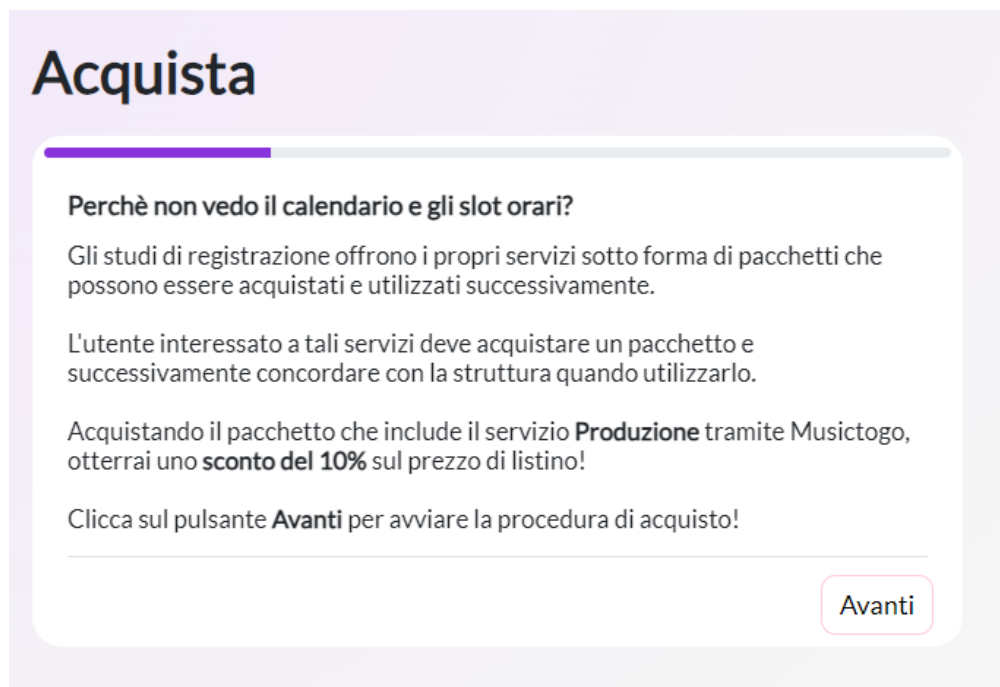 Acquista
Perchè non vedo il calendario e gli slot orari?
Gli studi di registrazione offrono i propri servizi sotto forma di pacchetti che
possono essere acquistati e utilizzati successivamente.
L'utente interessato a tali servizi deve acquistare un pacchetto e
successivamente concordare con la struttura quando utilizzarlo.
Acquistando il pacchetto che include il servizio Produzione tramite Musictogo,
otterrai uno sconto del 10% sul prezzo di listino!
Clicca sul pulsante Avanti per avviare la procedura di acquisto!
Avanti